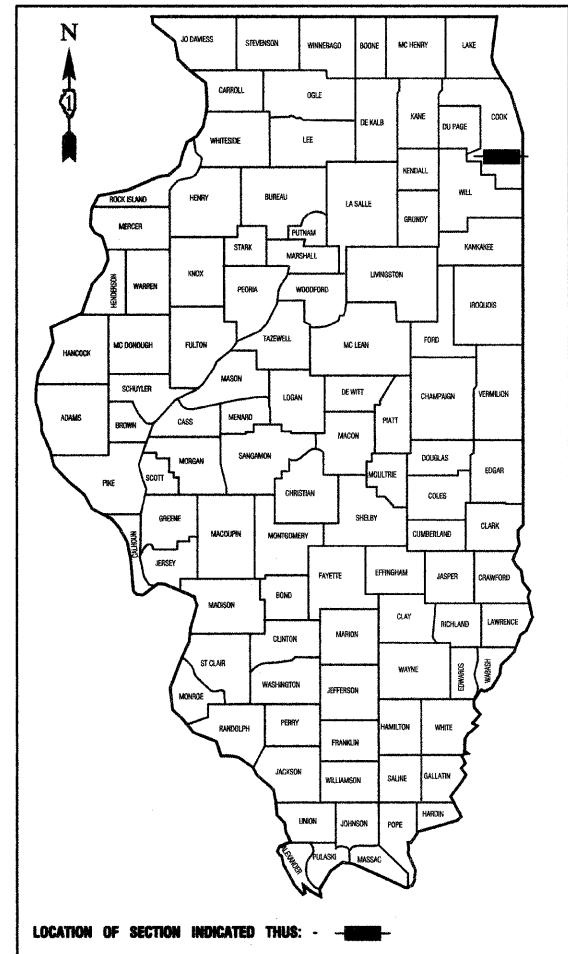 JO DAVIESS STEVENSON WINNEBAGO BOONE MC HENRY LAKE
N
CARROLL OGLE
DE KALB KANE DU PAGE COOK
WHITESIDE LEE
KENDALL WILL
ROCK ISLAND HENRY BUREAU LA SALLE
GRUNDY
MERCER PUTNAM
STARK MARSHALL KANKAKEE
HENDERSON WARREN KNOX PEORIA WOODFORD LIVINGSTON IROQUOIS
HANCOCK MC DONOUGH FULTON TAZEWELL MC LEAN FORD
MASON
SCHUYLER LOGAN DE WITT CHAMPAIGN VERMILION
ADAMS BROWN CASS MENARD PIATT
MACON
MORGAN SANGAMON DOUGLAS EDGAR
PIKE SCOTT MOULTRIE
CHRISTIAN COLES
GREENE MACOUPIN SHELBY
CALHOUN MONTGOMERY CUMBERLAND CLARK
JERSEY
FAYETTE EFFINGHAM JASPER CRAWFORD
MADISON BOND
CLAY RICHLAND LAWRENCE
CLINTON MARION
ST CLAIR WAYNE EDWARDS WABASH
WASHINGTON JEFFERSON
MONROE
RANDOLPH PERRY HAMILTON WHITE
FRANKLIN
JACKSON
WILLIAMSON SALINE GALLATIN
UNION JOHNSON POPE HARDIN
ALEXANDER PULASKI MASSAC
LOCATION OF SECTION INDICATED THUS: -